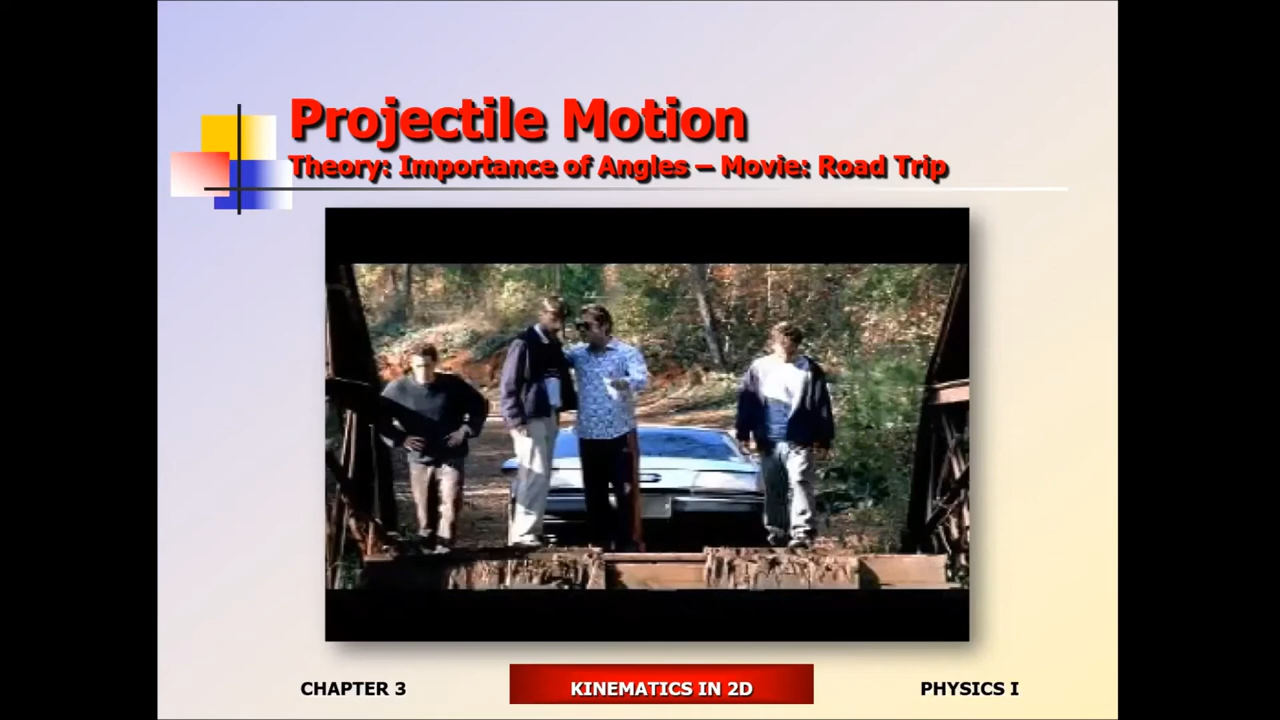 Projectile Motion
Theory: Importance of Angles – Movie: Road Trip
CHAPTER 3
KINEMATICS IN 2D
PHYSICS I